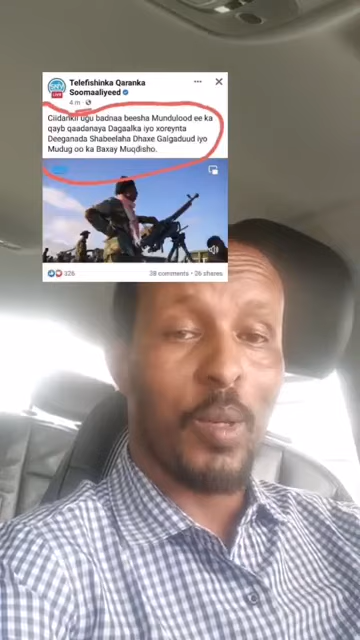 Telefishinka Qaranka
Soomaaliyeed
4 m
Ciidankii ugu badnaa beesha Mundulood ee ka
qayb qaadanaya Dagaalka iyo xoreynta
Deeganada Shabeelaha Dhaxe Galgaduud iyo
Mudug oo ka Baxay Muqdisho.
326
38 comments • 26 shares